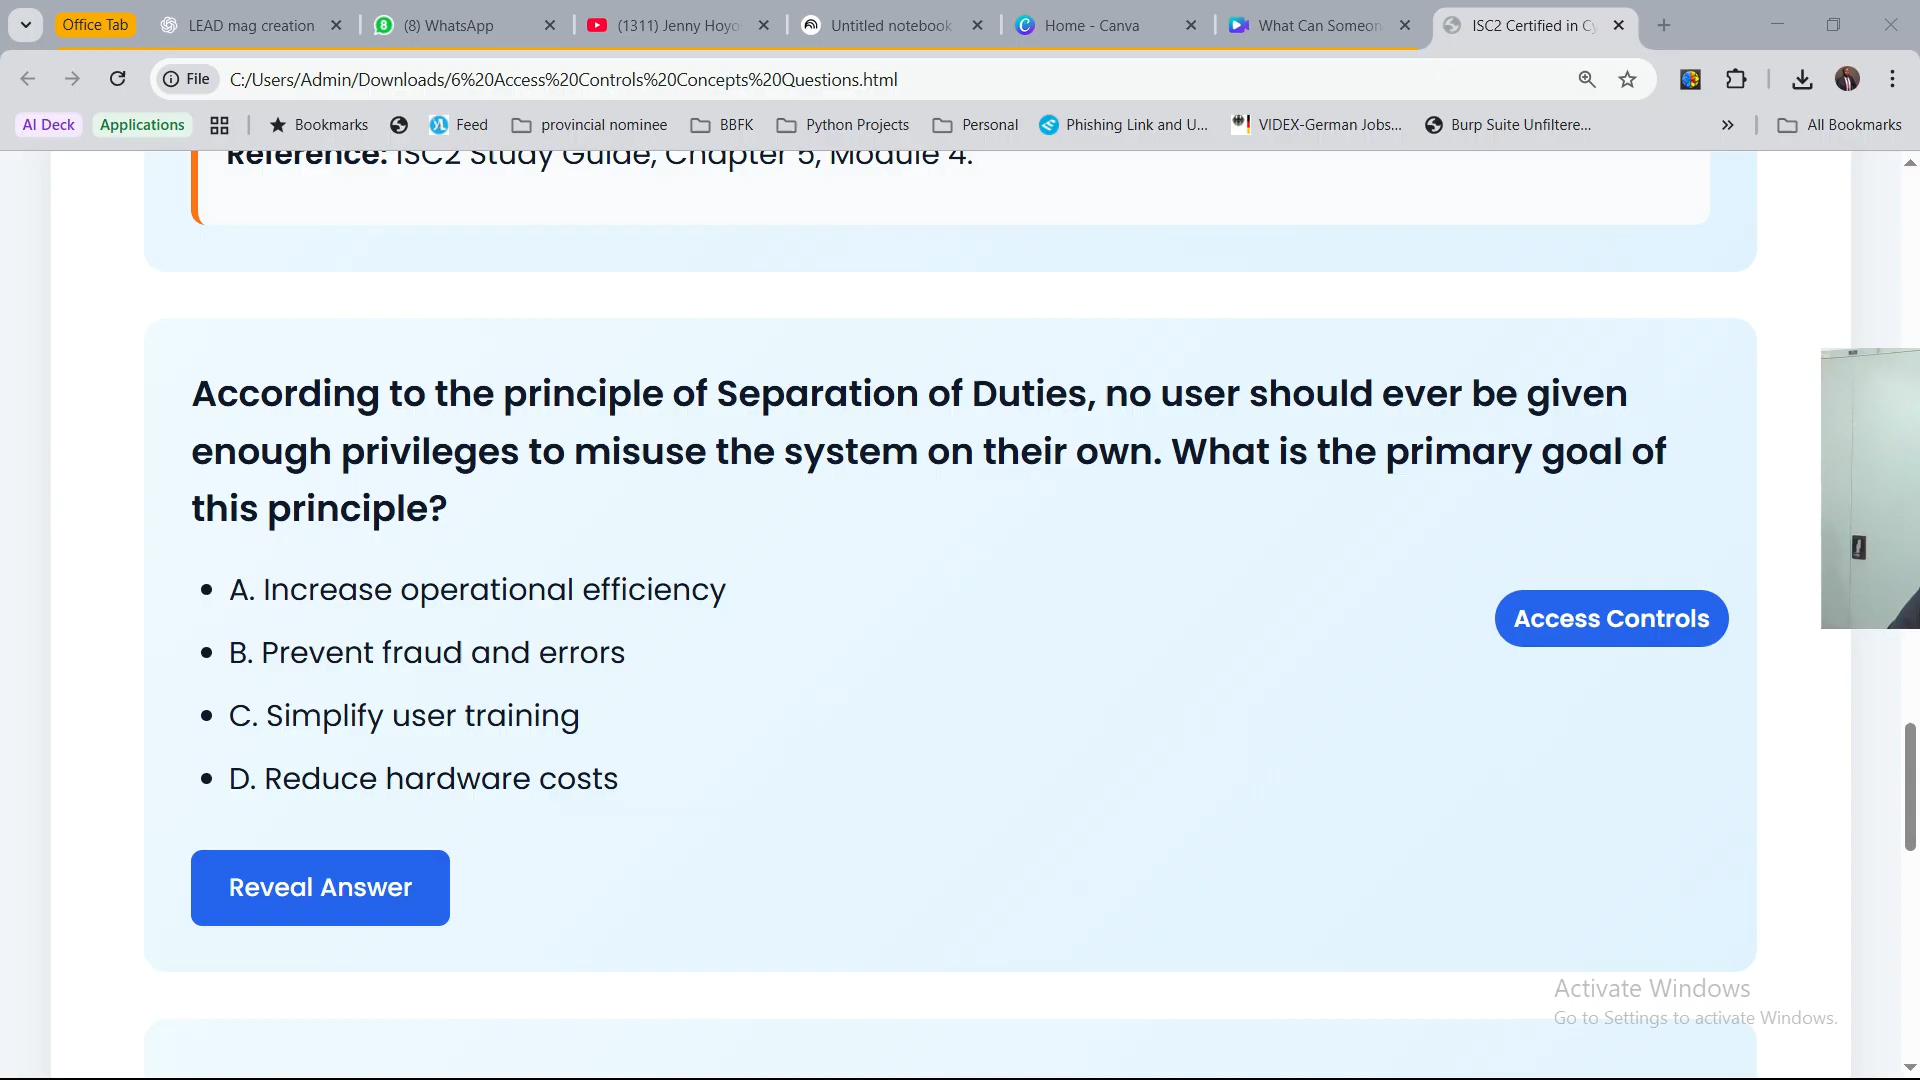 Office Tab
LEAD mag creation
(8) WhatsApp
(1311) Jenny Hoyo
Untitled notebook
Home - Canva
What Can Someon
ISC2 Certified in Cy
File
C:/Users/Admin/Downloads/6%20Access%20Controls%20Concepts%20Questions.html
AI Deck
Applications
Bookmarks
Feed
provincial nominee
BBFK
Python Projects
Personal
Phishing Link and U...
VIDEX-German Jobs...
Burp Suite Unfiltere...
All Bookmarks
Reference: ISC2 Study Guide, Chapter 5, Module 4.
According to the principle of Separation of Duties, no user should ever be given
enough privileges to misuse the system on their own. What is the primary goal of
this principle?
• A. Increase operational efficiency
Access Controls
• B. Prevent fraud and errors
• C. Simplify user training
• D. Reduce hardware costs
Reveal Answer
Activate Windows
Go to Settings to activate Windows.